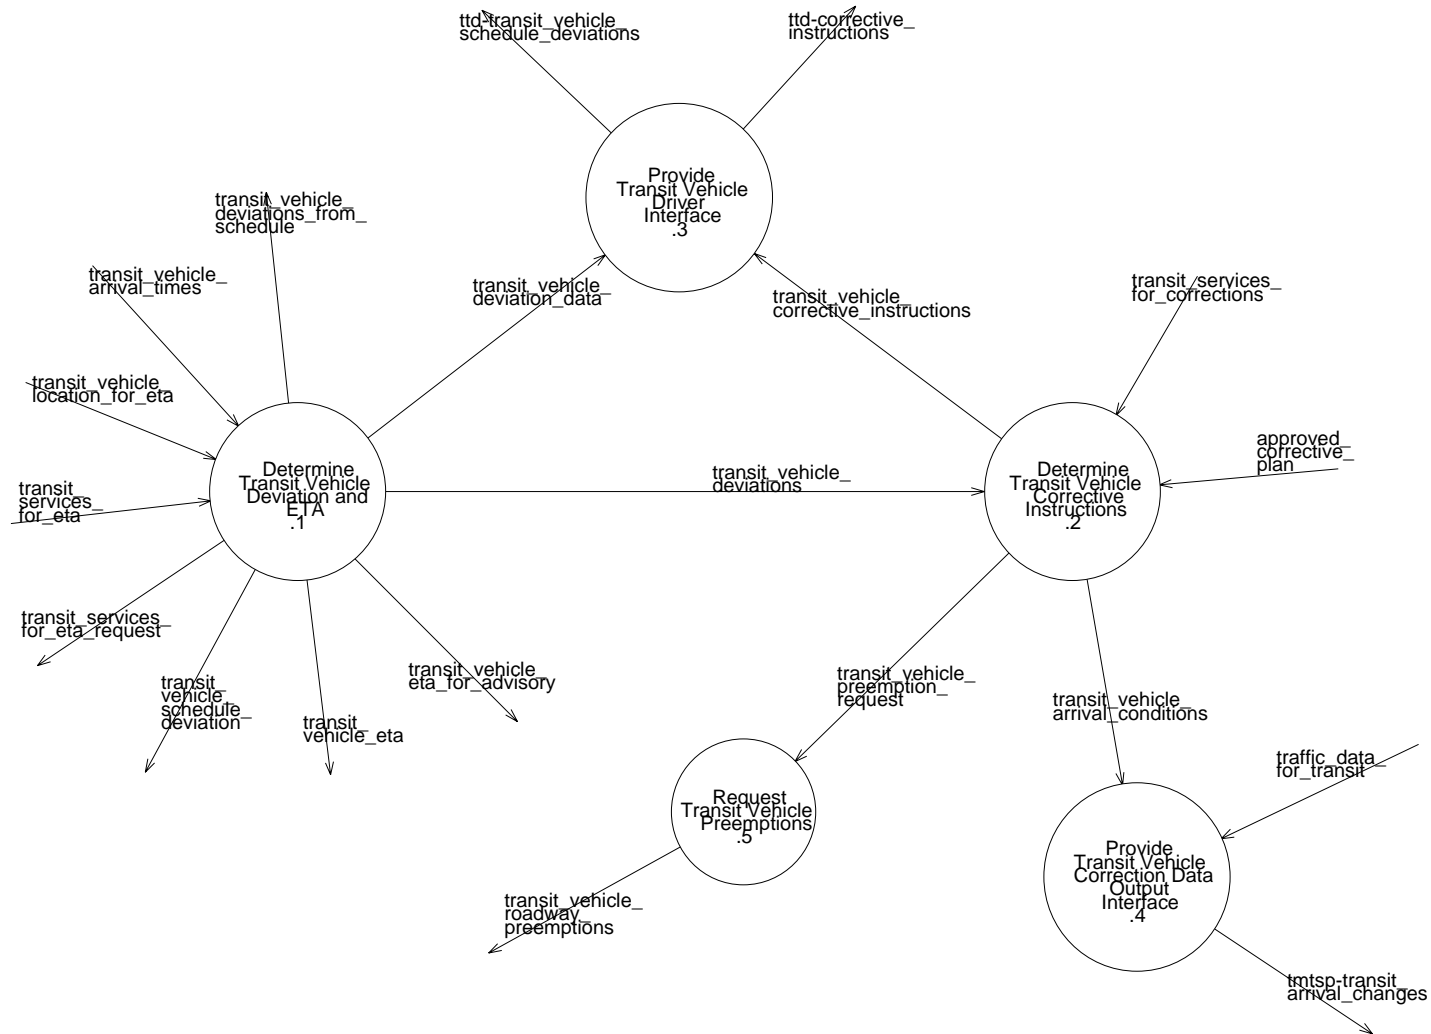 ttd-transit_vehicle_
schedule_deviations
ttd-corrective_
instructions
Provide
Transit Vehicle
Driver
Interface
.3
transit_vehicle_
deviations_from_
schedule
transit_vehicle_
arrival_times
transit_vehicle_
deviation_data
transit_vehicle_
corrective_instructions
transit_services_
for_corrections
transit_vehicle_
location_for_eta
approved_
corrective_
plan
transit_
services_
for_eta
Determine
Transit Vehicle
Deviation and
ETA
.1
transit_vehicle_
deviations
Determine
Transit Vehicle
Corrective
Instructions
.2
transit_services_
for_eta_request
transit_
vehicle_
schedule_
deviation
transit_
vehicle_eta
transit_vehicle_
eta_for_advisory
transit_vehicle_
preemption_
request
transit_vehicle_
arrival_conditions
traffic_data_
for_transit
Request
Transit Vehicle
Preemptions
.5
Provide
Transit Vehicle
Correction Data
Output
Interface
.4
transit_vehicle_
roadway_
preemptions
tmtsp-transit_
arrival_changes